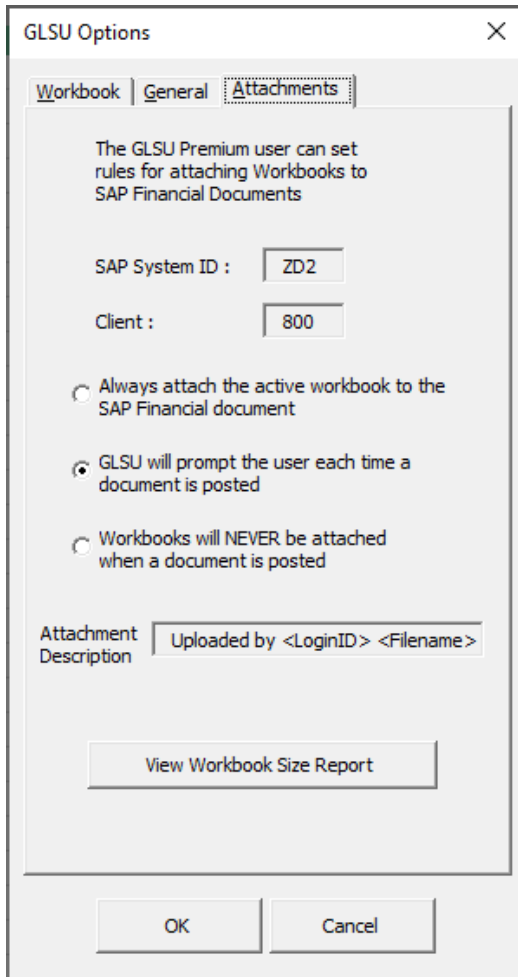 GLSU Options
Workbook General Attachments
The GLSU Premium user can set
rules for attaching Workbooks to
SAP Financial Documents
SAP System ID : ZD2
Client : 800
Always attach the active workbook to the
SAP Financial document
GLSU will prompt the user each time a
document is posted
Workbooks will NEVER be attached
when a document is posted
Attachment
Description
Uploaded by <LoginID> <Filename>
View Workbook Size Report
OK Cancel